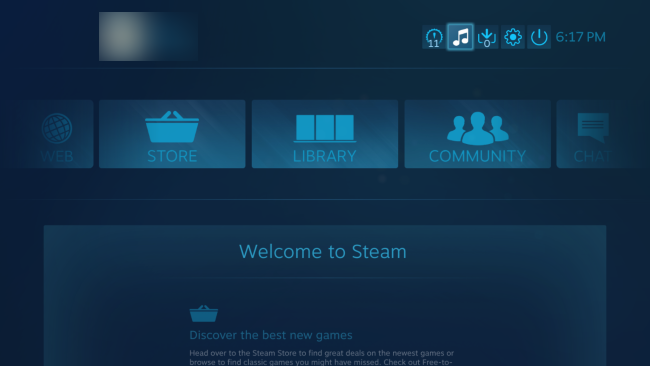 11
0
6:17 PM
WEB
STORE
LIBRARY
COMMUNITY
CHAT
Welcome to Steam
Discover the best new games
Head over to the Steam Store to find great deals on the newest games or
browse to find classic games you might have missed. Check out Free-to-